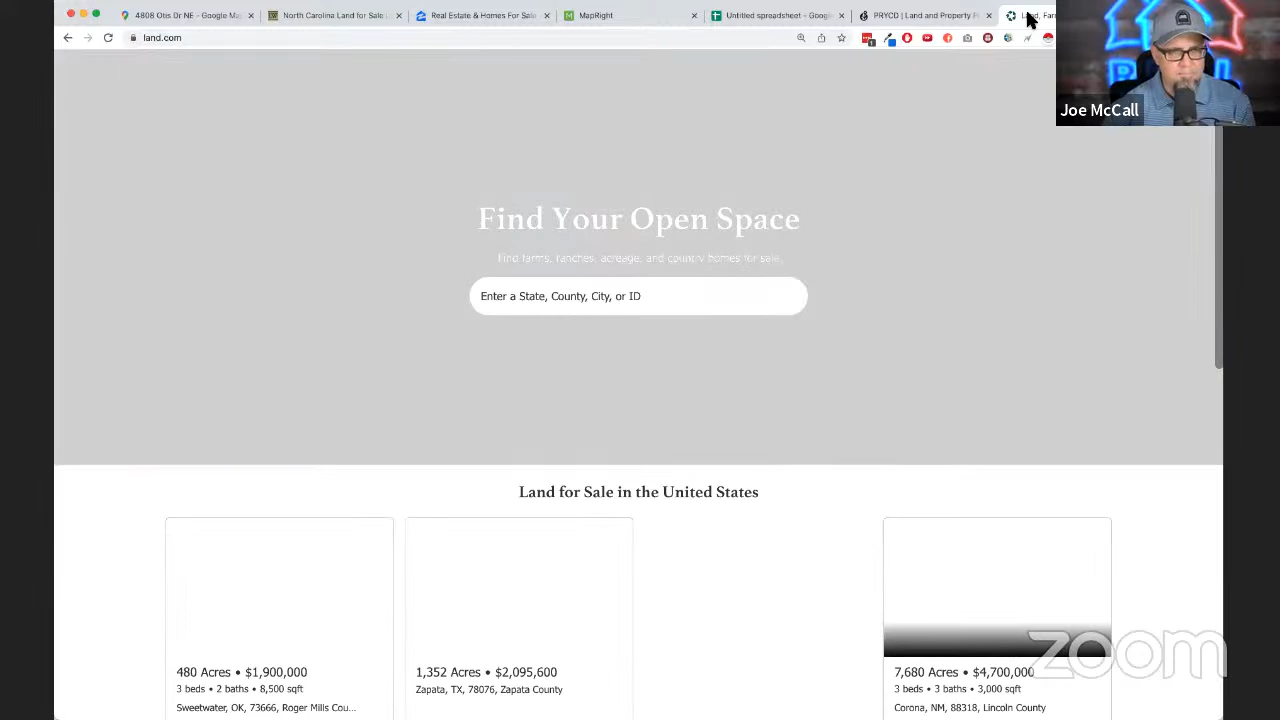 4808 Otis Dr NE - Google Ma
North Carolina Land for Sale
Real Estate & Homes For Sale
MapRight
Untitled spreadsheet - Goog
PRYCD | Land and Property P
Land, Far
land.com
Joe McCall
Find Your Open Space
Find farms, ranches, acreage, and country homes for sale.
Enter a State, County, City, or ID
Land for Sale in the United States
480 Acres • $1,900,000
3 beds • 2 baths • 8,500 sqft
Sweetwater, OK, 73666, Roger Mills Cou...
1,352 Acres • $2,095,600
Zapata, TX, 78076, Zapata County
7,680 Acres • $4,700,000
3 beds • 3 baths • 3,000 sqft
Corona, NM, 88318, Lincoln County
zoom